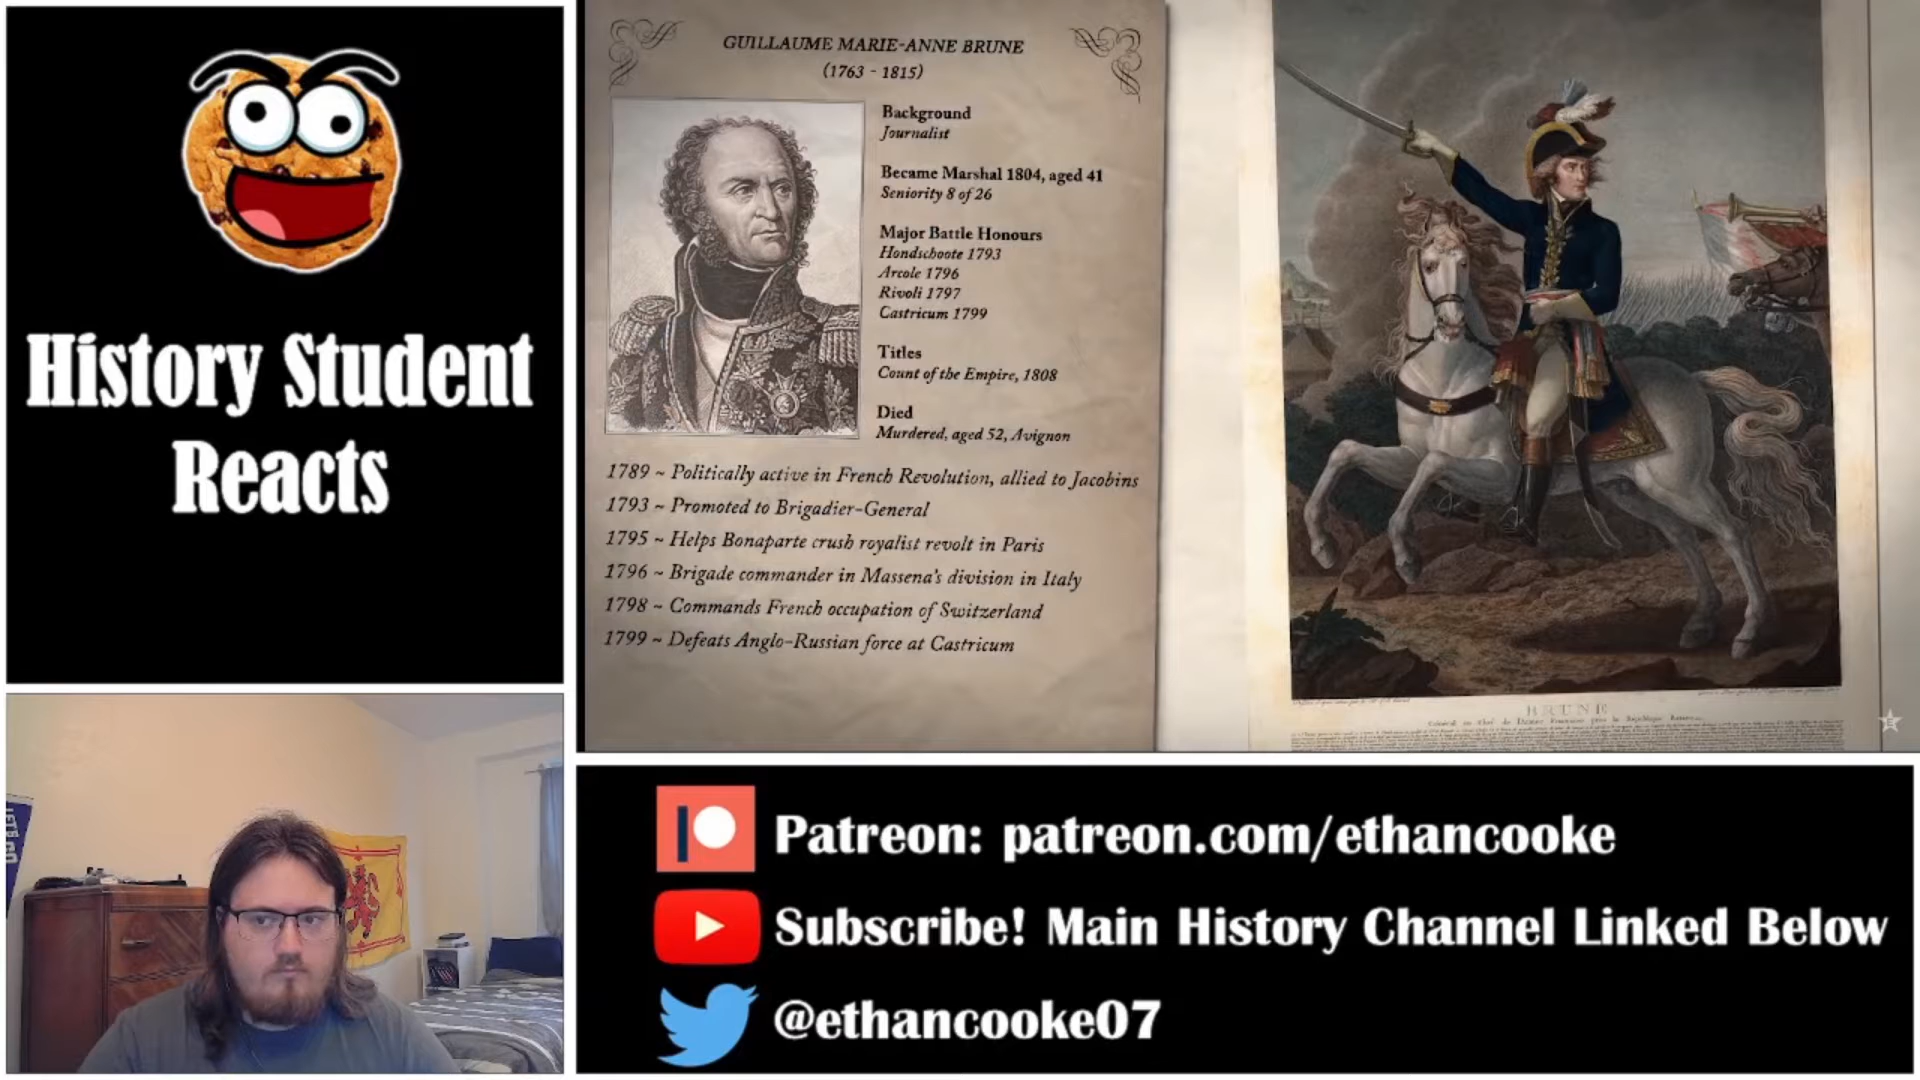 History Student
Reacts
GUILLAUME MARIE-ANNE BRUNE
(1763 - 1815)
Background
Journalist
Became Marshal 1804, aged 41
Seniority 8 of 26
Major Battle Honours
Hondschoote 1793
Arcole 1796
Rivoli 1797
Castricum 1799
Titles
Count of the Empire, 1808
Died
Murdered, aged 52, Avignon
1789 ~ Politically active in French Revolution, allied to Jacobins
1793 ~ Promoted to Brigadier-General
1795 ~ Helps Bonaparte crush royalist revolt in Paris
1796 ~ Brigade commander in Massena's division in Italy
1798 ~ Commands French occupation of Switzerland
1799 ~ Defeats Anglo-Russian force at Castricum
BRUNE
LETS GO
Patreon: patreon.com/ethancooke
Subscribe! Main History Channel Linked Below
@ethancooke07